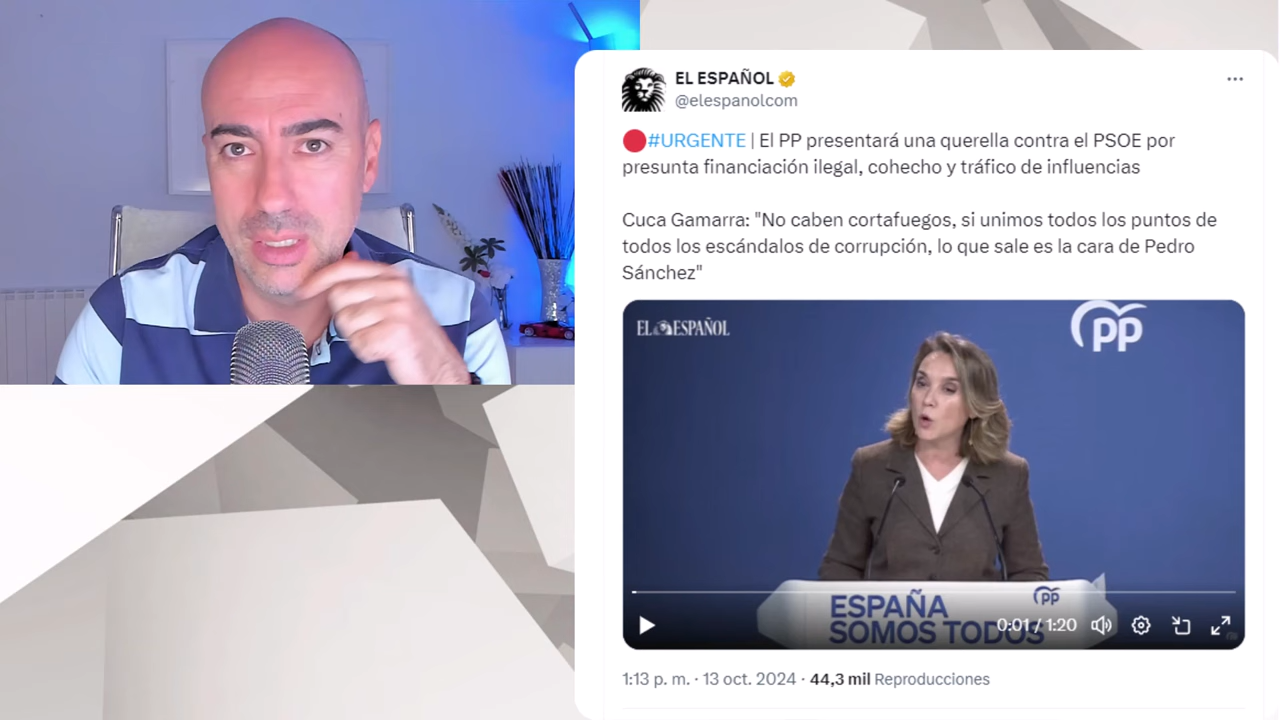 EL ESPAÑOL
@elespanolcom
#URGENTE | El PP presentará una querella contra el PSOE por
presunta financiación ilegal, cohecho y tráfico de influencias
Cuca Gamarra: "No caben cortafuegos, si unimos todos los puntos de
todos los escándalos de corrupción, lo que sale es la cara de Pedro
Sánchez"
EL ESPAÑOL
pp
pp
ESPAÑA
SOMOS TODOS
0:01 / 1:20
1:13 p. m. · 13 oct. 2024 · 44,3 mil Reproducciones